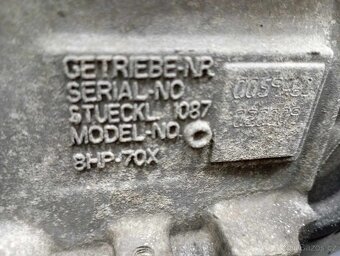 GETRIEBE-NR
SERIAL-NO
STUECKL. 1087
MODEL-NO.
8HP-70X